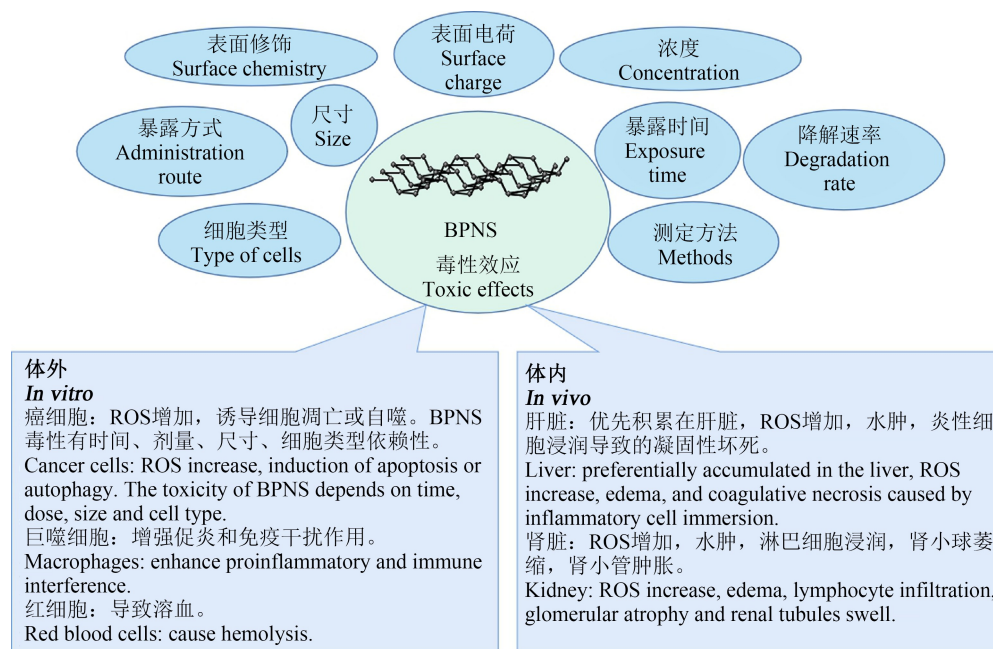 表面修饰
Surface chemistry
表面电荷
Surface
charge
浓度
Concentration
尺寸
Size
暴露方式
Administration
route
暴露时间
Exposure
time
降解速率
Degradation
rate
细胞类型
Type of cells
BPNS
毒性效应
Toxic effects
测定方法
Methods
体外
In vitro
癌细胞：ROS增加，诱导细胞凋亡或自噬。BPNS
毒性有时间、剂量、尺寸、细胞类型依赖性。
Cancer cells: ROS increase, induction of apoptosis or
autophagy. The toxicity of BPNS depends on time,
dose, size and cell type.
巨噬细胞：增强促炎和免疫干扰作用。
Macrophages: enhance proinflammatory and immune
interference.
红细胞：导致溶血。
Red blood cells: cause hemolysis.
体内
In vivo
肝脏：优先积累在肝脏，ROS增加，水肿，炎性细
胞浸润导致的凝固性坏死。
Liver: preferentially accumulated in the liver, ROS
increase, edema, and coagulative necrosis caused by
inflammatory cell immersion.
肾脏：ROS增加，水肿，淋巴细胞浸润，肾小球萎
缩，肾小管肿胀。
Kidney: ROS increase, edema, lymphocyte infiltration,
glomerular atrophy and renal tubules swell.